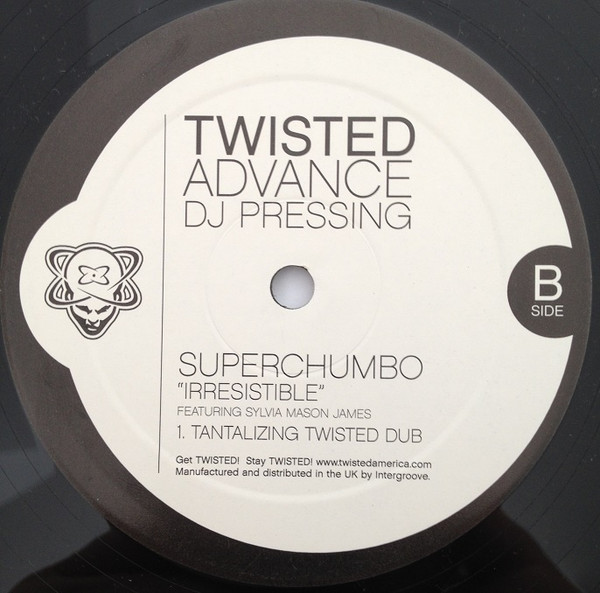 TWISTED
ADVANCE
DJ PRESSING
B
SIDE
SUPERCHUMBO
"IRRESISTIBLE"
FEATURING SYLVIA MASON JAMES
1. TANTALIZING TWISTED DUB
Get TWISTED! Stay TWISTED! www.twistedamerica.com
Manufactured and distributed in the UK by Intergroove.